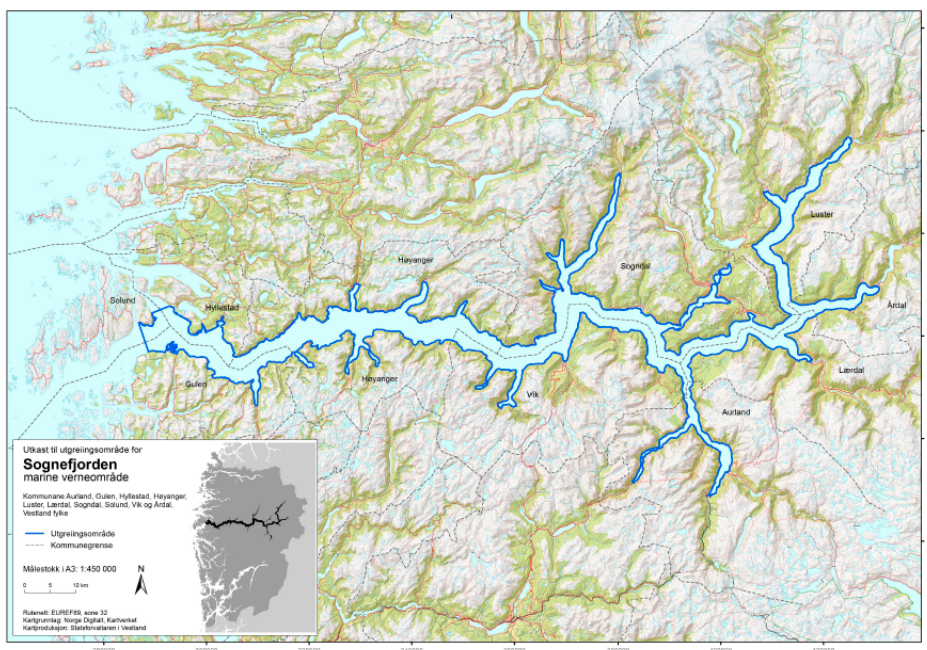 Luster
Høyanger
Sogndal
Solund
Hyllestad
Årdal
Gulen
Høyanger
Vik
Lærdal
Aurland
Utkast til utgreiingsområde for
Sognefjorden
marine verneområde
Kommunane Aurland, Gulen, Hyllestad, Høyanger,
Luster, Lærdal, Sogndal, Solund, Vik og Årdal,
Vestland fylke
Utgreiingsområde
Kommunegrense
Målestokk i A3: 1:450 000
N
0 5 10 km
Rutenett: EUREF89, sone 32
Kartgrunnlag: Norge Digitalt, Kartverket
Kartproduksjon: Statsforvaltaren i Vestland